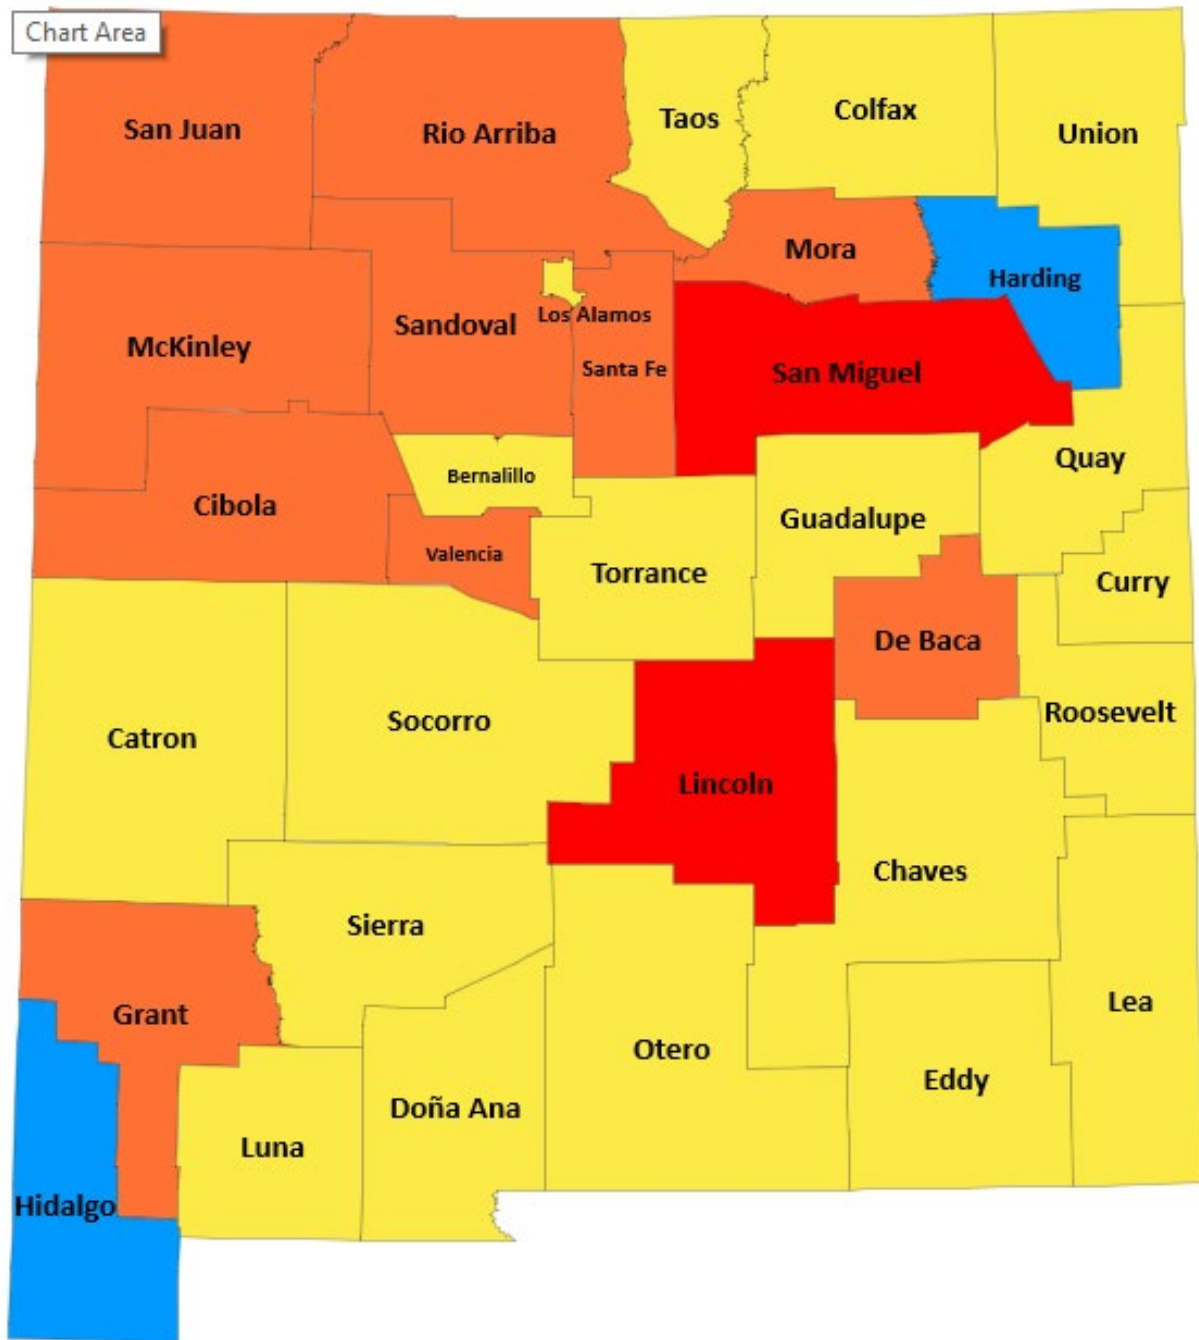 Chart Area
San Juan
Rio Arriba
Taos
Colfax
Union
Mora
Harding
McKinley
Sandoval
Los Alamos
Santa Fe
San Miguel
Quay
Bernalillo
Cibola
Guadalupe
Valencia
Torrance
Curry
De Baca
Catron
Socorro
Roosevelt
Lincoln
Chaves
Sierra
Lea
Grant
Otero
Eddy
Doña Ana
Luna
Hidalgo